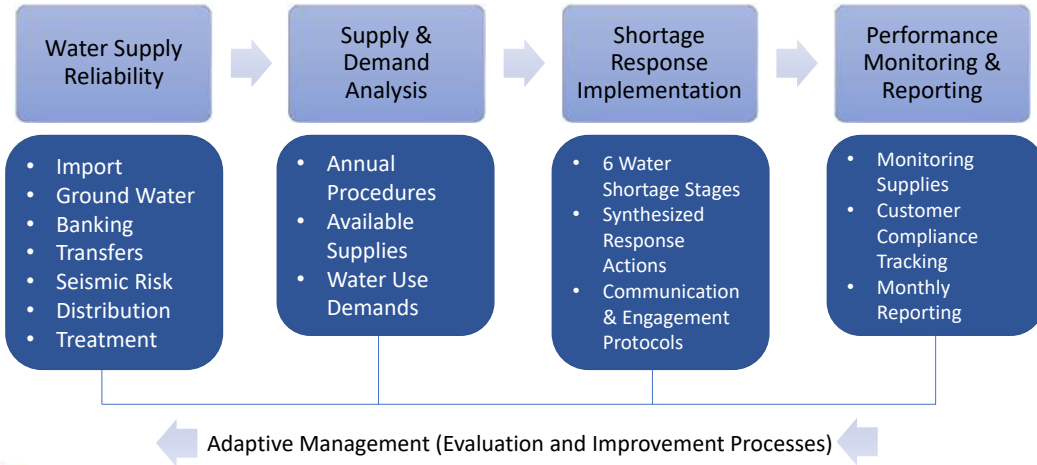 Water Supply
Reliability
Supply &
Demand
Analysis
Shortage
Response
Implementation
Performance
Monitoring &
Reporting
• Import
• Ground Water
• Banking
• Transfers
• Seismic Risk
• Distribution
• Treatment
• Annual
Procedures
• Available
Supplies
• Water Use
Demands
• 6 Water
Shortage Stages
• Synthesized
Response
Actions
• Communication
& Engagement
Protocols
• Monitoring
Supplies
• Customer
Compliance
Tracking
• Monthly
Reporting
Adaptive Management (Evaluation and Improvement Processes)